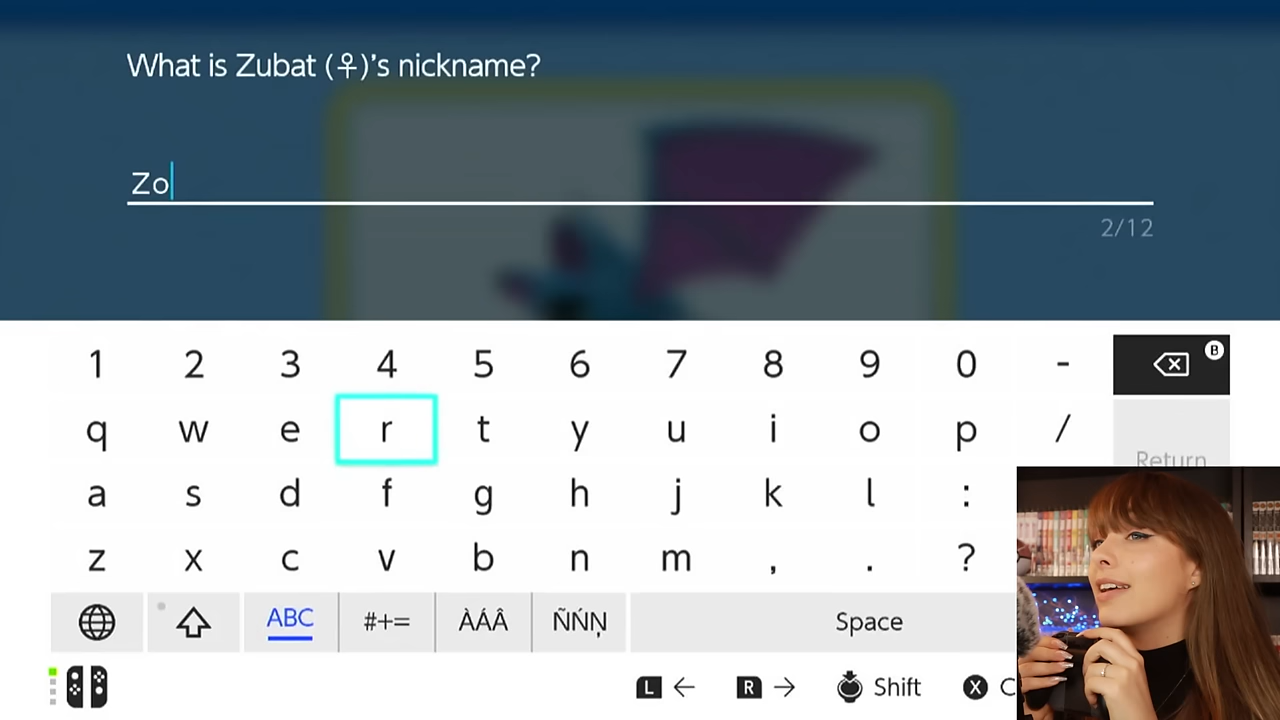 What is Zubat (♀)'s nickname?
Zo
2/12
1 2 3 4 5 6 7 8 9 0 -
B
q w e r t y u i o p /
Return
a s d f g h j k l :
z x c v b n m , . ?
ABC #+= ÀÁÂ ÑŃŅ Space
L ← R → Shift X C